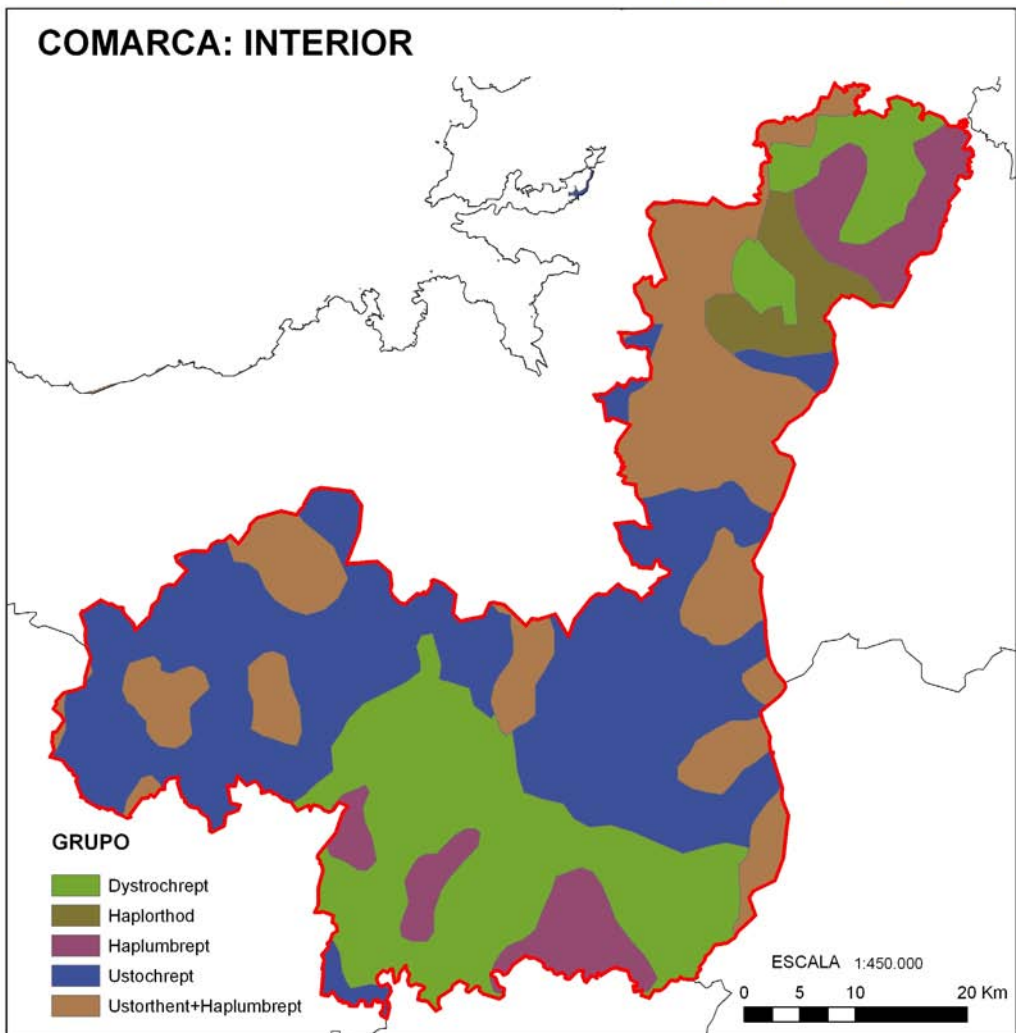 COMARCA: INTERIOR
GRUPO
Dystrochrept
Haplorthod
Haplumbrept
Ustochrept
Ustorthent+Haplumbrept
ESCALA 1:450.000
0 5 10 20 Km